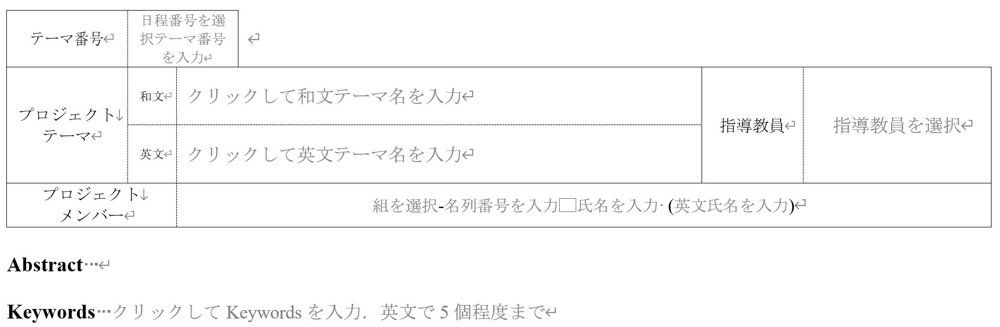 テーマ番号↵
日程番号を選
択テーマ番号
を入力↵
↵
プロジェクト↓
テーマ↵
和文↵
クリックして和文テーマ名を入力↵
英文↵
クリックして英文テーマ名を入力↵
指導教員↵
指導教員を選択↵
プロジェクト↓
メンバー↵
組を選択-名列番号を入力□氏名を入力· (英文氏名を入力)↵
Abstract···↵
Keywords···クリックして Keywords を入力．英文で 5 個程度まで↵